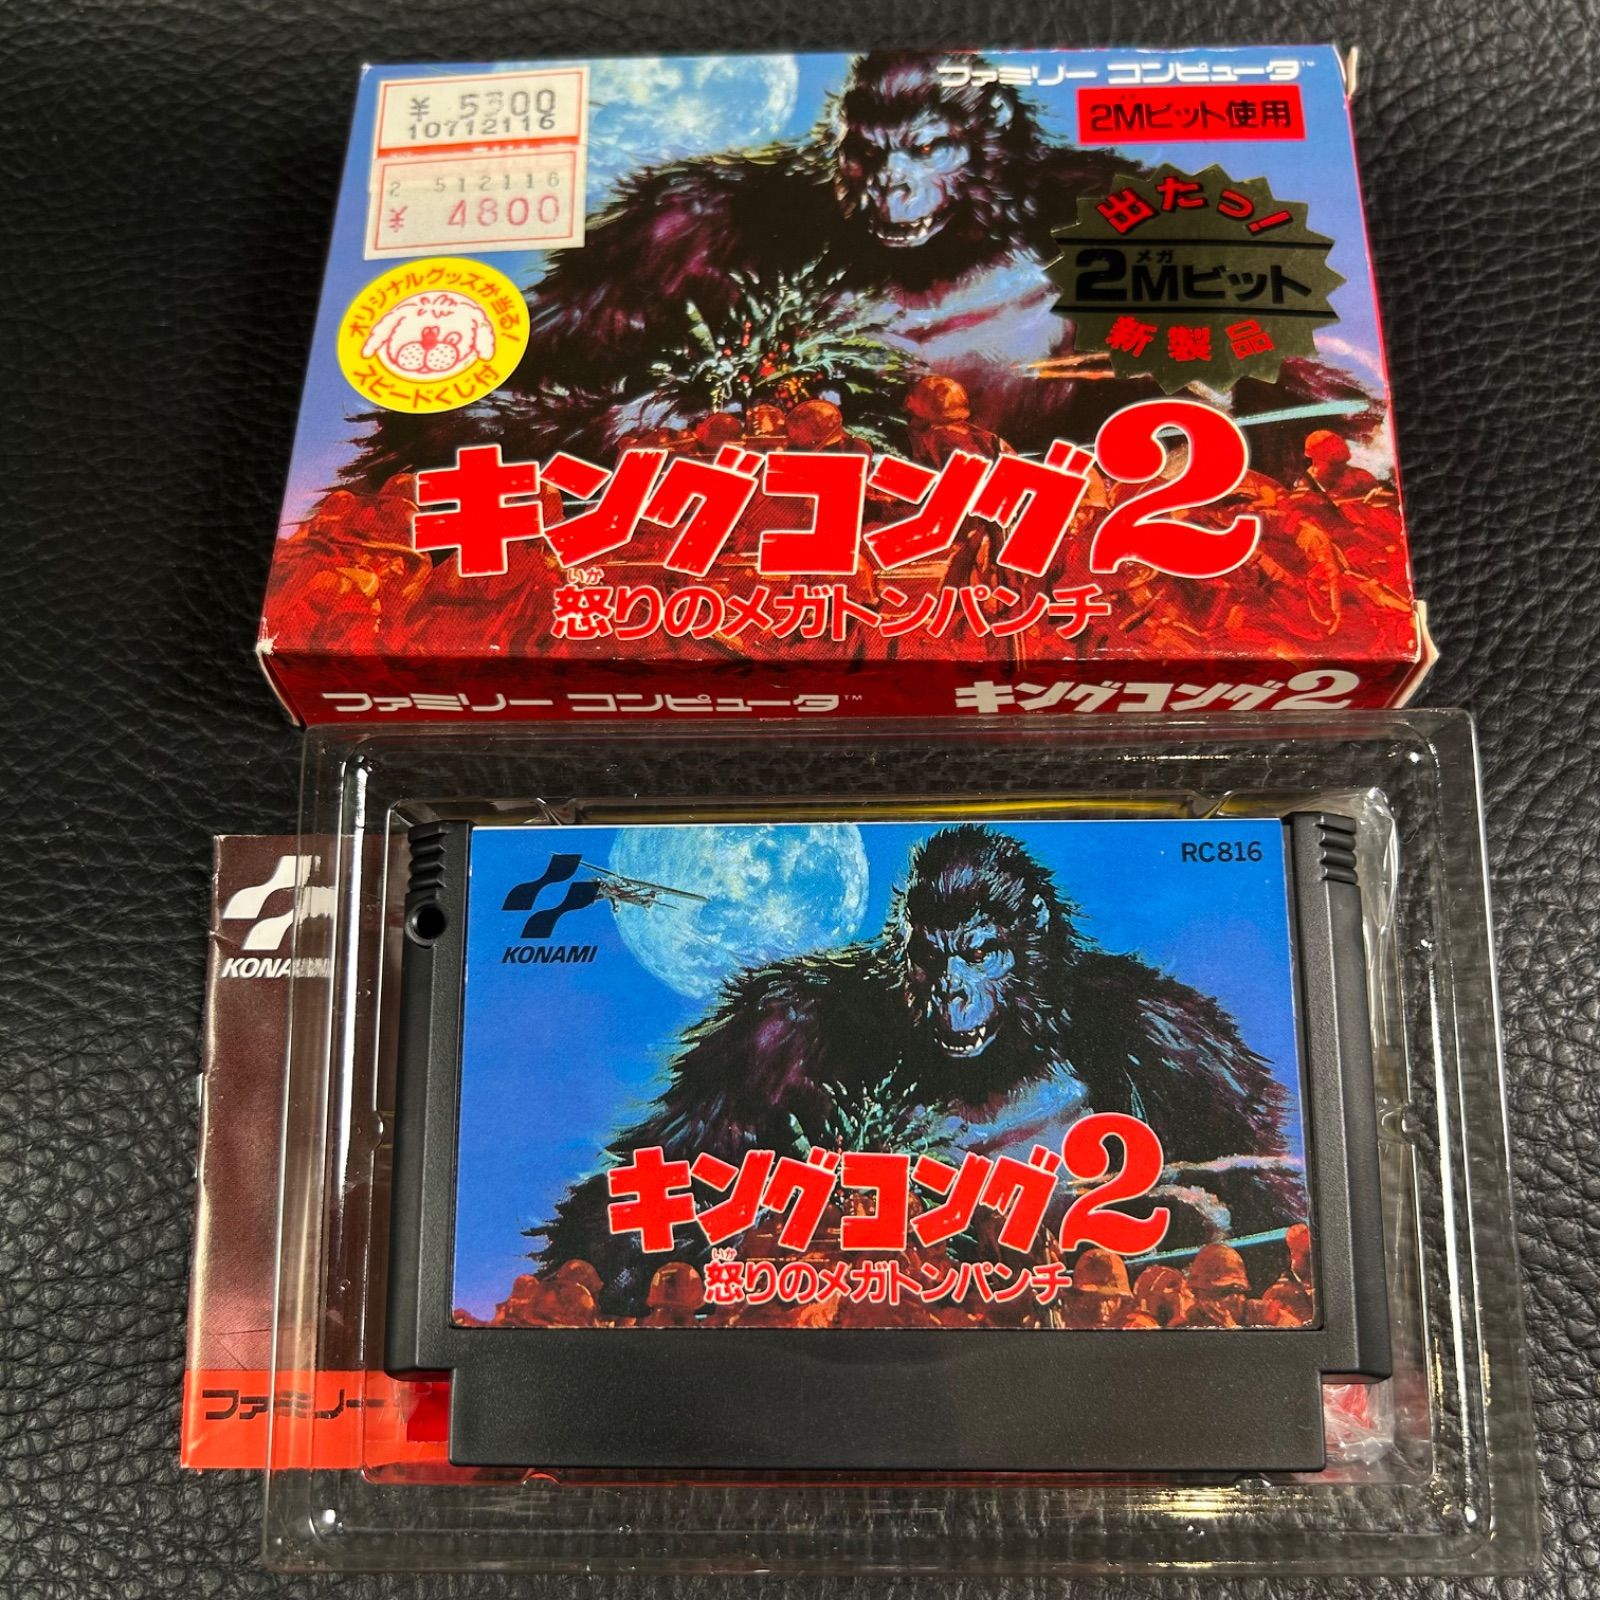 ファミリー コンピュータ™
2Mビット使用
¥ 5300
10712116
2 512116
¥ 4800
オリジナルグッズが当る!
スピードくじ付
出たっ!
メガ
2Mビット
新製品
キングコング2
いか
怒りのメガトンパンチ
ファミリー コンピュータ™
キングコング2
KONAMI
ファミリー
KONAMI
RC816
キングコング2
いか
怒りのメガトンパンチ